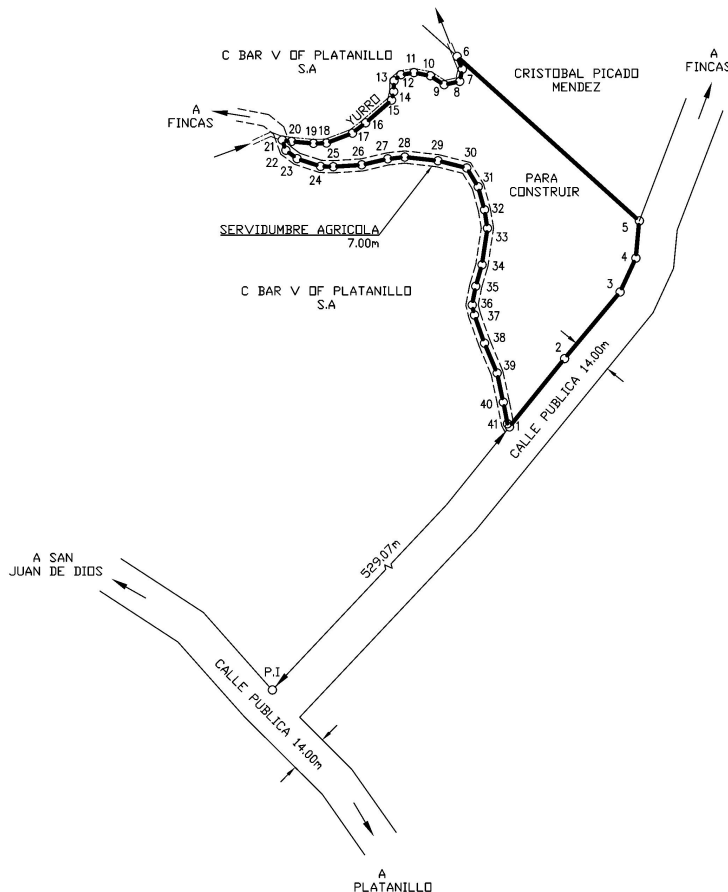 C BAR V OF PLATANILLO
S.A
6
7
8
9
10
11
12
13
14
15
16
17
YURRO
CRISTOBAL PICADO
MENDEZ
A
FINCAS
A
FINCAS
18
19
20
21
22
23
24
25
26
27
28
29
30
31
32
33
34
35
36
37
38
39
40
41
1
2
3
4
5
PARA
CONSTRUIR
SERVIDUMBRE AGRICOLA
7.00m
C BAR V OF PLATANILLO
S.A
CALLE PUBLICA 14.00m
529.07m
A SAN
JUAN DE DIOS
P.I.
CALLE PUBLICA 14.00m
A
PLATANILLO